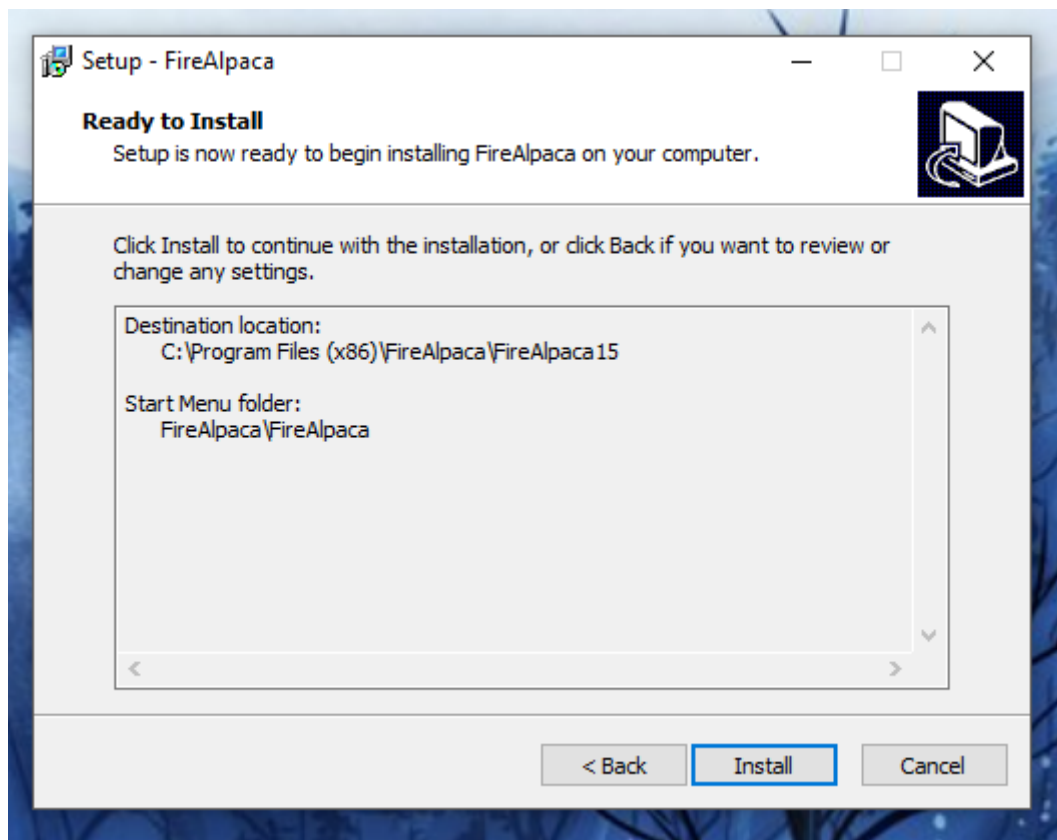 Setup - FireAlpaca
Ready to Install
Setup is now ready to begin installing FireAlpaca on your computer.
Click Install to continue with the installation, or click Back if you want to review or
change any settings.
Destination location:
C:\Program Files (x86)\FireAlpaca\FireAlpaca15
Start Menu folder:
FireAlpaca\FireAlpaca
< Back
Install
Cancel